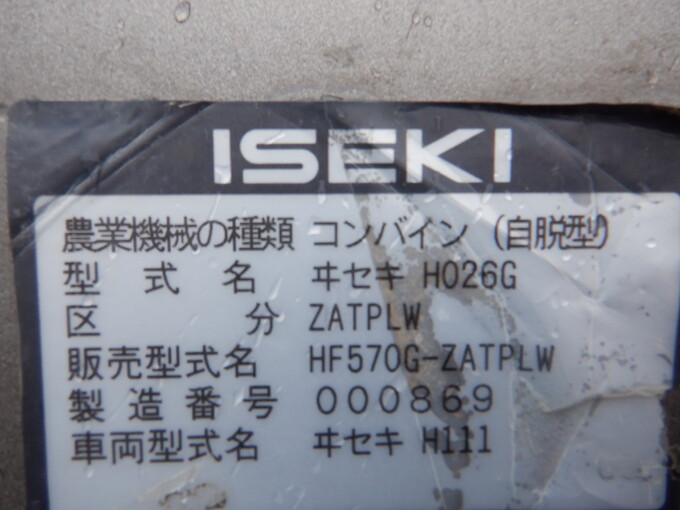 ISEKI
農業機械の種類 コンバイン (自脱型)
型式名 ヰセキ HO26G
区分 ZATPLW
販売型式名 HF570G-ZATPLW
製造番号 000869
車両型式名 ヰセキ H111